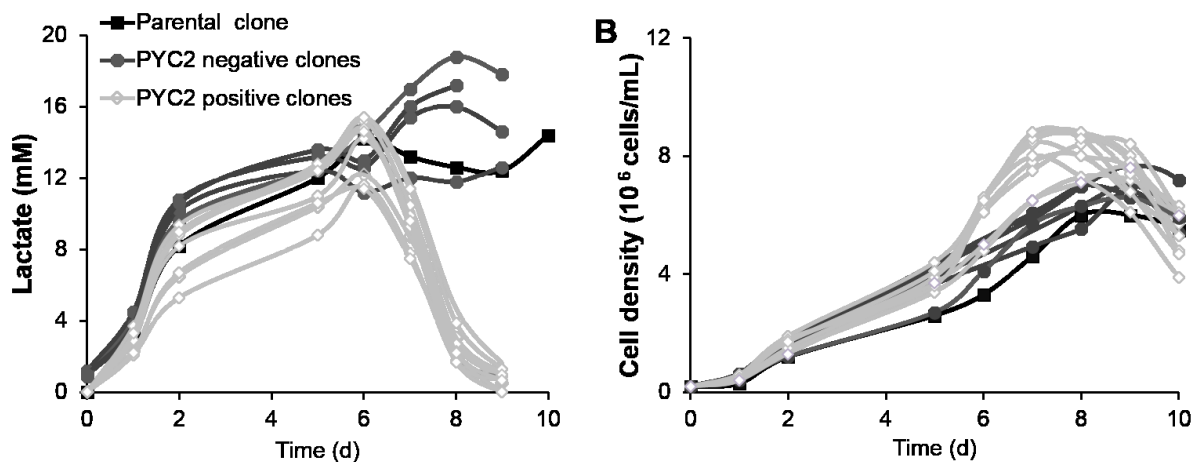 Parental clone
PYC2 negative clones
PYC2 positive clones
20
16
12
8
4
0
Lactate (mM)
0 2 4 6 8 10
Time (d)
B
12
8
4
0
Cell density (10⁶ cells/mL)
0 2 4 6 8 10
Time (d)